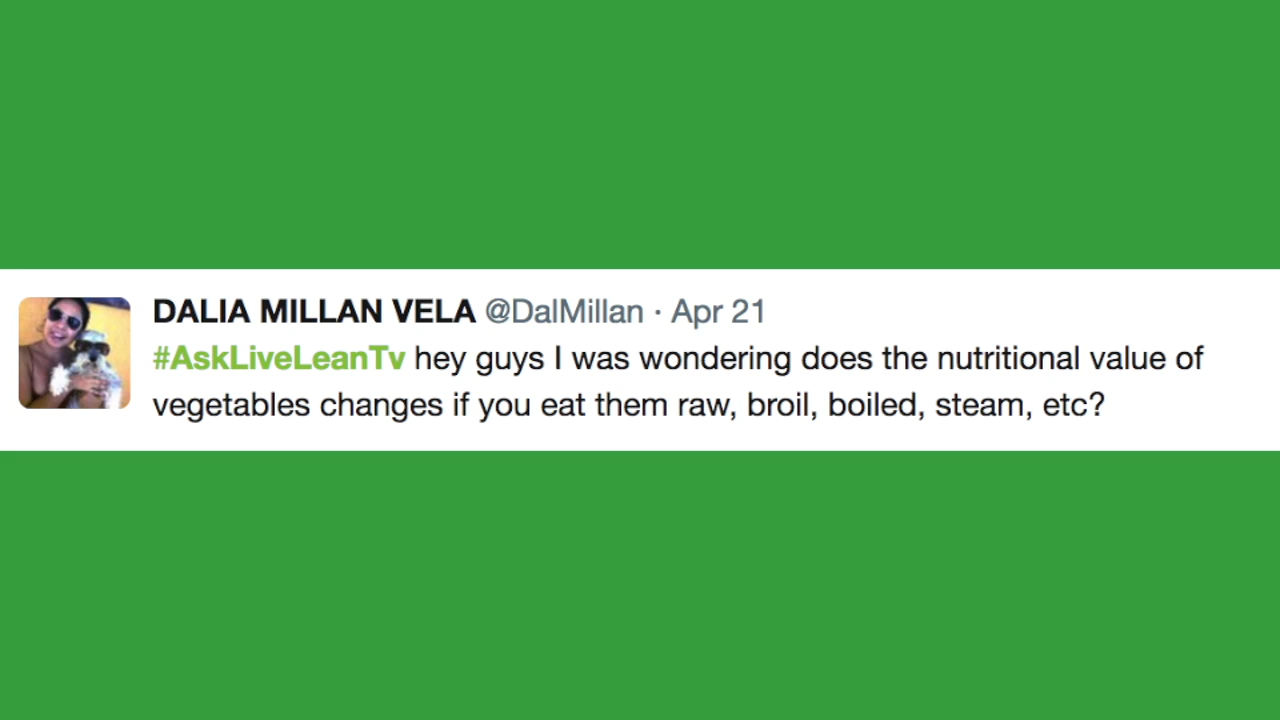 DALIA MILLAN VELA @DalMillan · Apr 21
#AskLiveLeanTv hey guys I was wondering does the nutritional value of
vegetables changes if you eat them raw, broil, boiled, steam, etc?